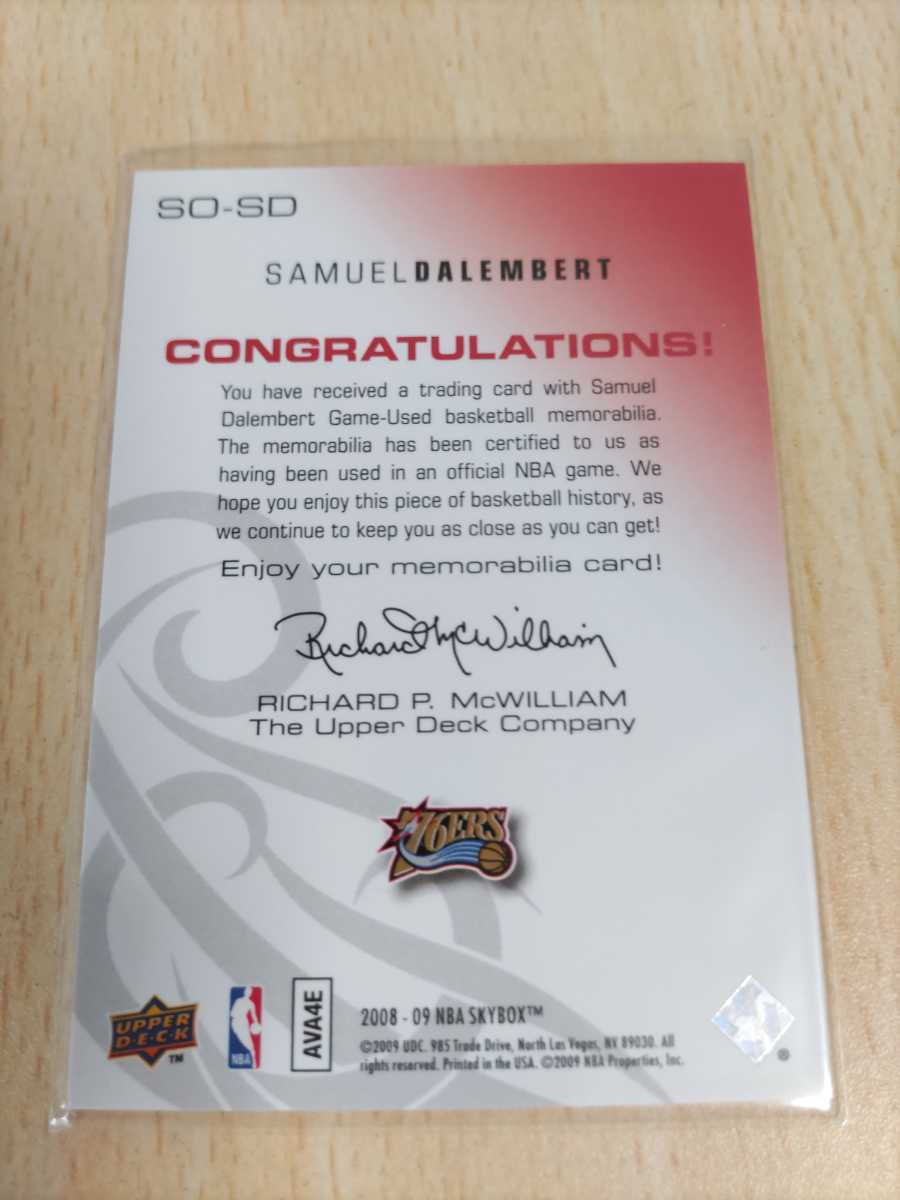 SO-SD
SAMUELDALEMBERT
CONGRATULATIONS!
You have received a trading card with Samuel
Dalembert Game-Used basketball memorabilia.
The memorabilia has been certified to us as
having been used in an official NBA game. We
hope you enjoy this piece of basketball history, as
we continue to keep you as close as you can get!
Enjoy your memorabilia card!
Richard McWilliam
RICHARD P. McWILLIAM
The Upper Deck Company
76ERS
UPPER
D·E·C·K
™
NBA
AVA4E
2008 - 09 NBA SKYBOX™
©2009 UDC. 985 Trade Drive, North Las Vegas, NV 89030. All
rights reserved. Printed in the USA. ©2009 NBA Properties, Inc.
®